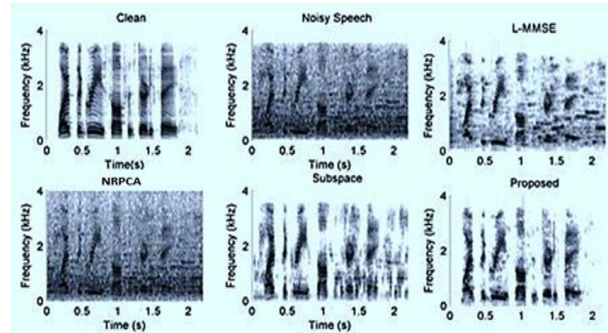 Clean
Noisy Speech
L-MMSE
Frequency (kHz)
4
2
0
0 0.5 1 1.5 2
Time(s)
Frequency (kHz)
4
2
0
0 0.5 1 1.5 2
Time (s)
Frequency (kHz)
4
2
0
0 0.5 1 1.5 2
NRPCA
Subspace
Proposed
Frequency (kHz)
4
2
0
0 0.5 1 1.5 2
Time (s)
Frequency (kHz)
4
2
0
0 0.5 1 1.5 2
Time (s)
Frequency (kHz)
4
2
0
0 0.5 1 1.5 2
Time (s)